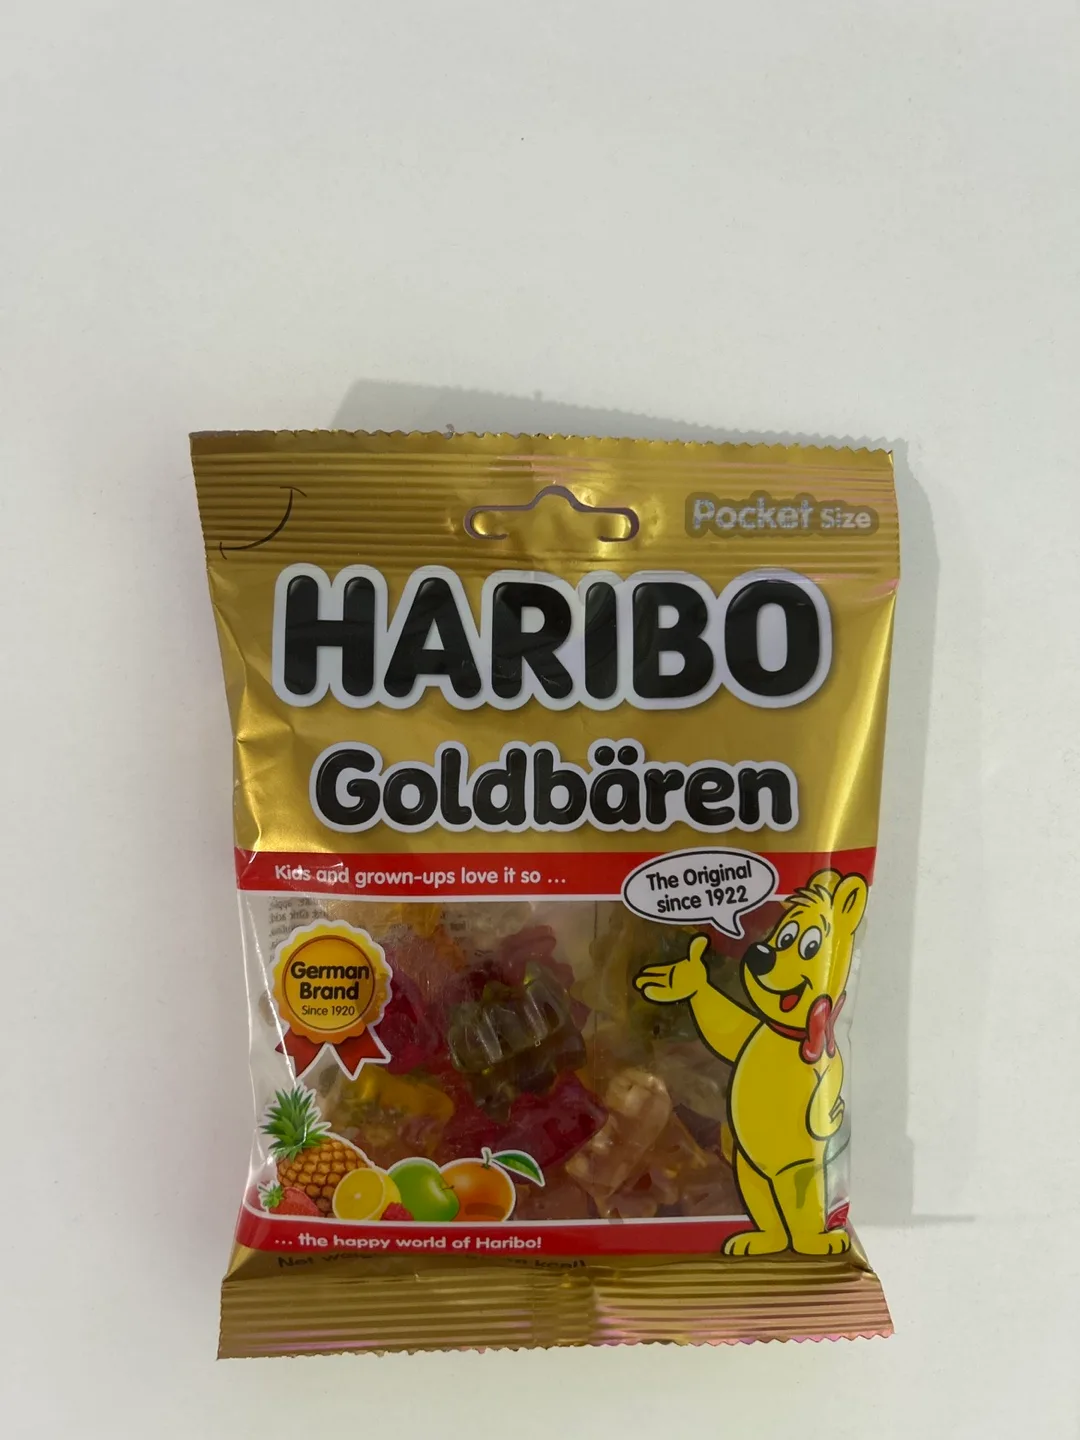 Pocket Size
HARIBO
Goldbären
Kids and grown-ups love it so ...
The Original
since 1922
German
Brand
Since 1920
... the happy world of Haribo!
Net